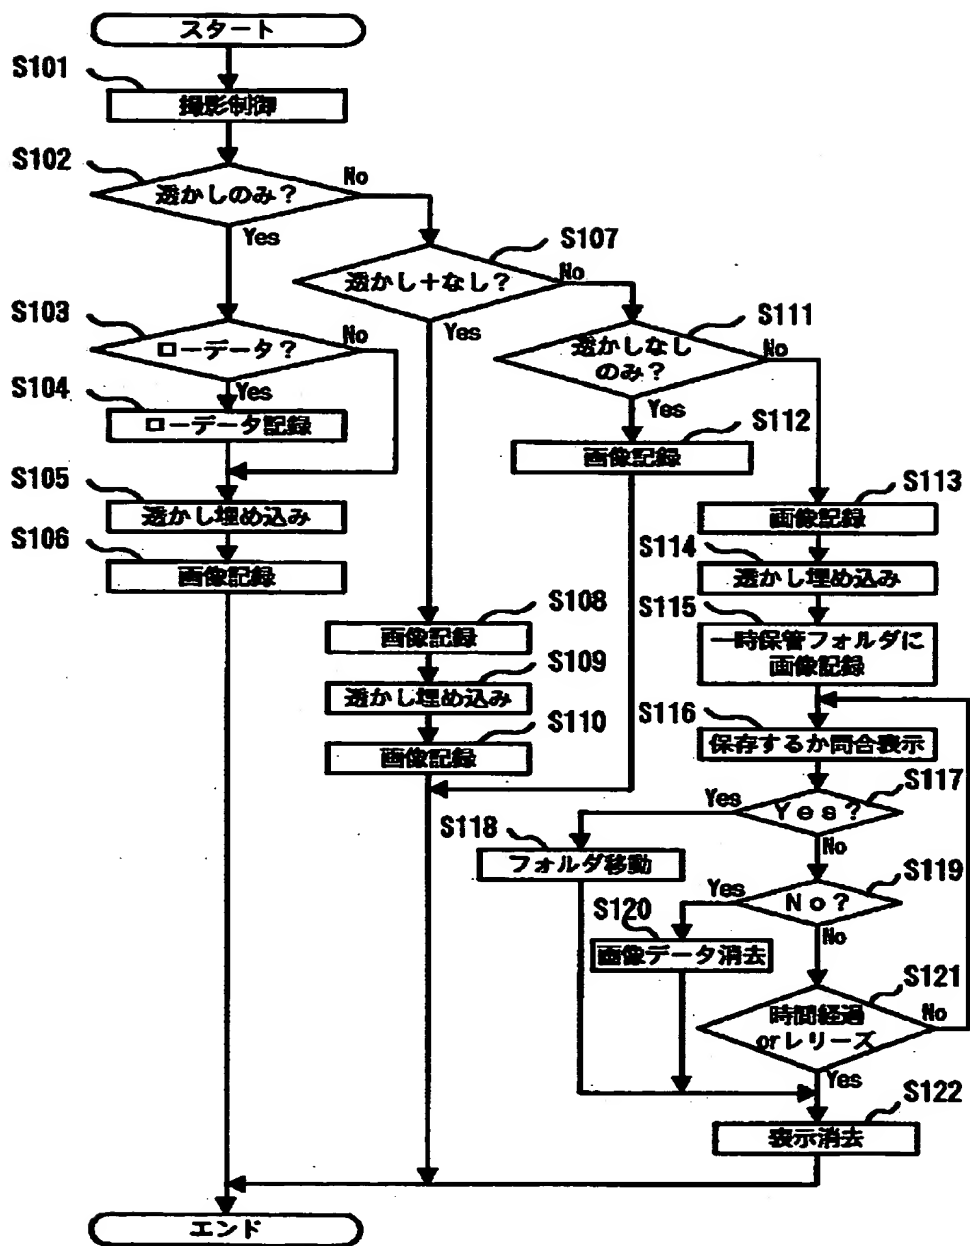 スタート
S101
撮影制御
S102
透かしのみ?
No
Yes
S107
透かし+なし?
No
Yes
S103
ローデータ?
No
Yes
S111
透かしなし
のみ?
No
Yes
S104
ローデータ記録
S112
画像記録
S105
透かし埋め込み
S106
画像記録
S113
画像記録
S114
透かし埋め込み
S115
一時保管フォルダに
画像記録
S108
画像記録
S109
透かし埋め込み
S110
画像記録
S116
保存するか問合表示
S117
Yes?
Yes
No
S118
フォルダ移動
S119
No?
Yes
No
S120
画像データ消去
S121
時間経過
orレリーズ
No
Yes
S122
表示消去
エンド